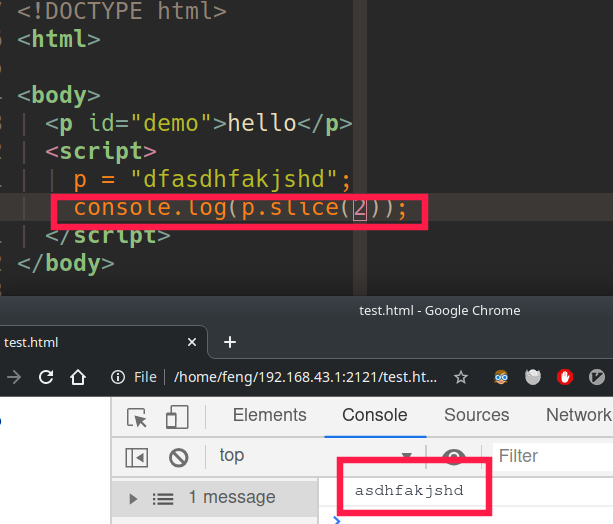 <!DOCTYPE html>
<html>
<body>
<p id="demo">hello</p>
<script>
p = "dfasdhfakjshd";
console.log(p.slice(2));
</script>
</body>
test.html - Google Chrome
test.html
File /home/feng/192.168.43.1:2121/test.ht...
Elements Console Sources Network
top Filter
1 message
asdhfakjshd